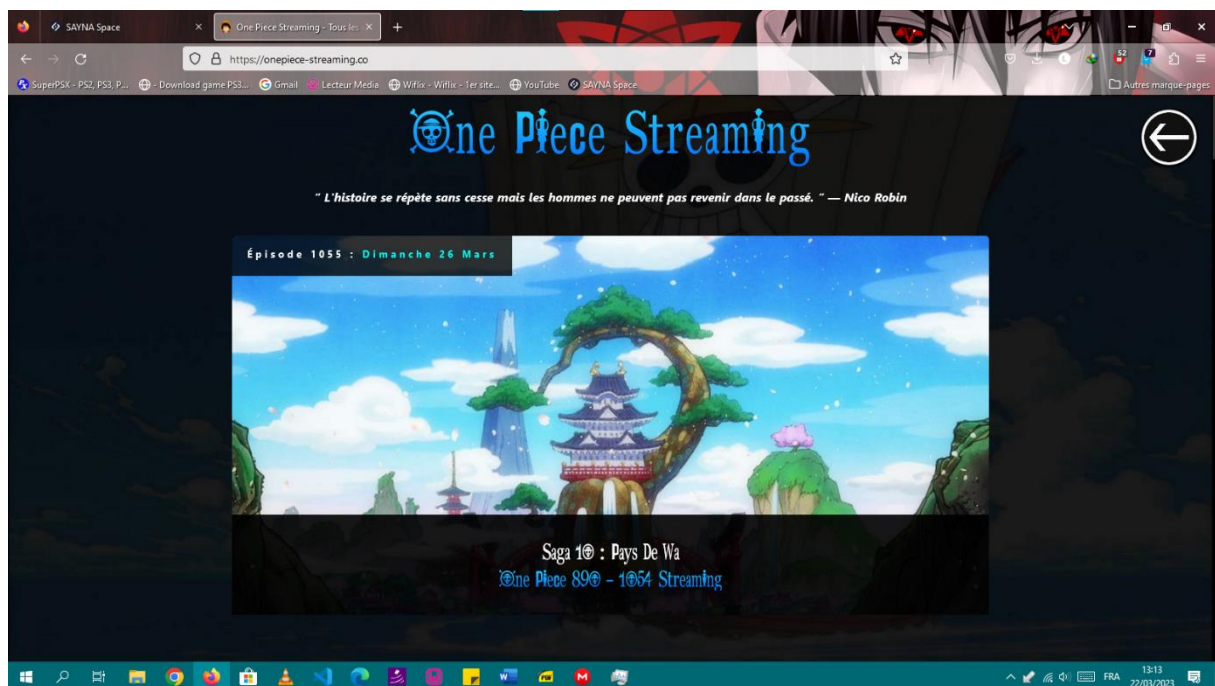 SAYNA Space
One Piece Streaming - Tous les
https://onepiece-streaming.co
52
7
SuperPSX - PS2, PS3, P...
- Download game PS3...
Gmail
Lecteur Media
Wiflix - Wiflix - 1er site...
YouTube
SAYNA Space
Autres marque-pages
One Piece Streaming
" L'histoire se répète sans cesse mais les hommes ne peuvent pas revenir dans le passé. " — Nico Robin
Épisode 1055 : Dimanche 26 Mars
Saga 10 : Pays De Wa
One Piece 890 - 1054 Streaming
FRA
13:13
22/03/2023